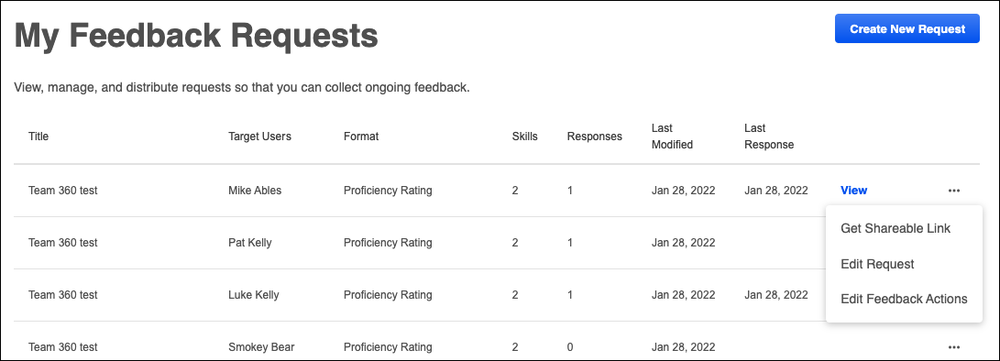 My Feedback Requests
Create New Request
View, manage, and distribute requests so that you can collect ongoing feedback.
Title Target Users Format Skills Responses Last Modified Last Response
Team 360 test Mike Ables Proficiency Rating 2 1 Jan 28, 2022 Jan 28, 2022 View ...
Get Shareable Link
Team 360 test Pat Kelly Proficiency Rating 2 1 Jan 28, 2022
Edit Request
Team 360 test Luke Kelly Proficiency Rating 2 1 Jan 28, 2022 Jan 28, 2022
Edit Feedback Actions
Team 360 test Smokey Bear Proficiency Rating 2 0 Jan 28, 2022 ...